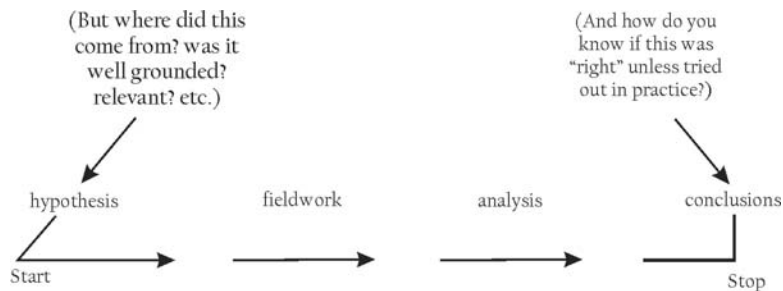 (But where did this
come from? was it
well grounded?
relevant? etc.)
(And how do you
know if this was
“right” unless tried
out in practice?)
hypothesis
fieldwork
analysis
conclusions
Start
Stop